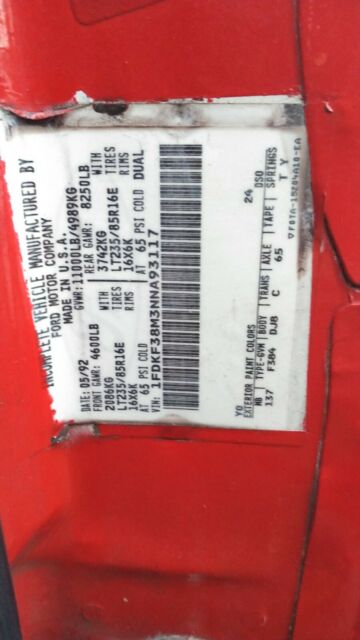 INCOMPLETE VEHICLE MANUFACTURED BY
FORD MOTOR COMPANY
MADE IN U.S.A.
DATE: 05/92 GVWR: 11000LB/4989KG
FRONT GAWR: 4600LB REAR GAWR: 8250LB
2086KG WITH 3742KG WITH
LT235/85R16E TIRES LT235/85R16E TIRES
16X6K RIMS 16X6K RIMS
AT 65 PSI COLD AT 65 PSI COLD DUAL
VIN: 1FDKF38M3NNA93117
YO 24
EXTERIOR PAINT COLORS DSO
WB TYPE-GVW BODY TRANS AXLE TAPE SPRINGS
137 F384 DJ8 C 65 T Y